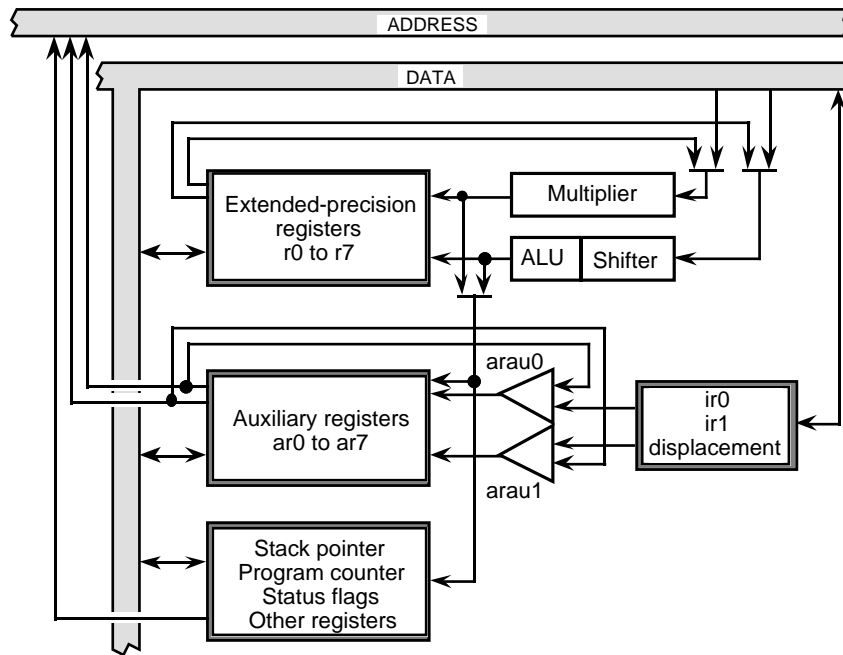 ADDRESS
DATA
Extended-precision
registers
r0 to r7
Multiplier
ALU
Shifter
arau0
Auxiliary registers
ar0 to ar7
ir0
ir1
displacement
arau1
Stack pointer
Program counter
Status flags
Other registers